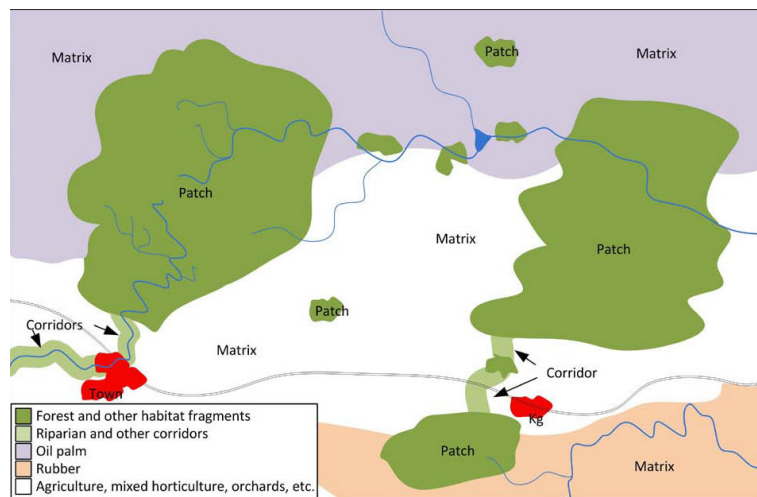 Patch
Matrix
Matrix
Patch
Matrix
Patch
Patch
Corridors
Matrix
Corridor
Town
Kg
Forest and other habitat fragments
Riparian and other corridors
Oil palm
Rubber
Agriculture, mixed horticulture, orchards, etc.
Patch
Matrix